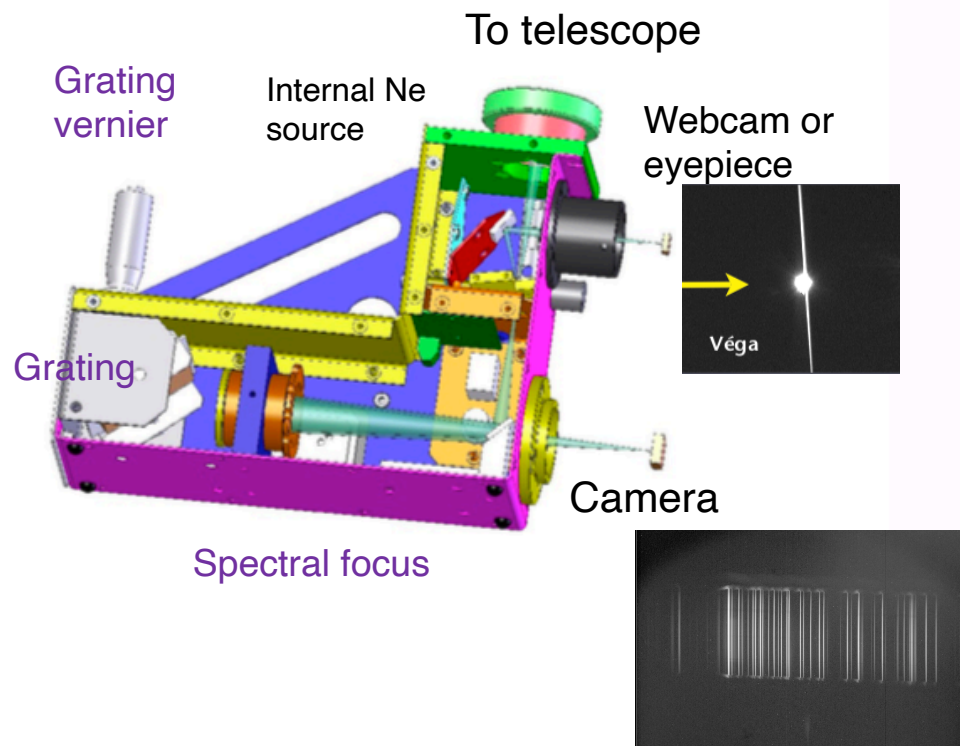 To telescope
Grating
vernier
Internal Ne
source
Webcam or
eyepiece
Véga
Grating
Camera
Spectral focus